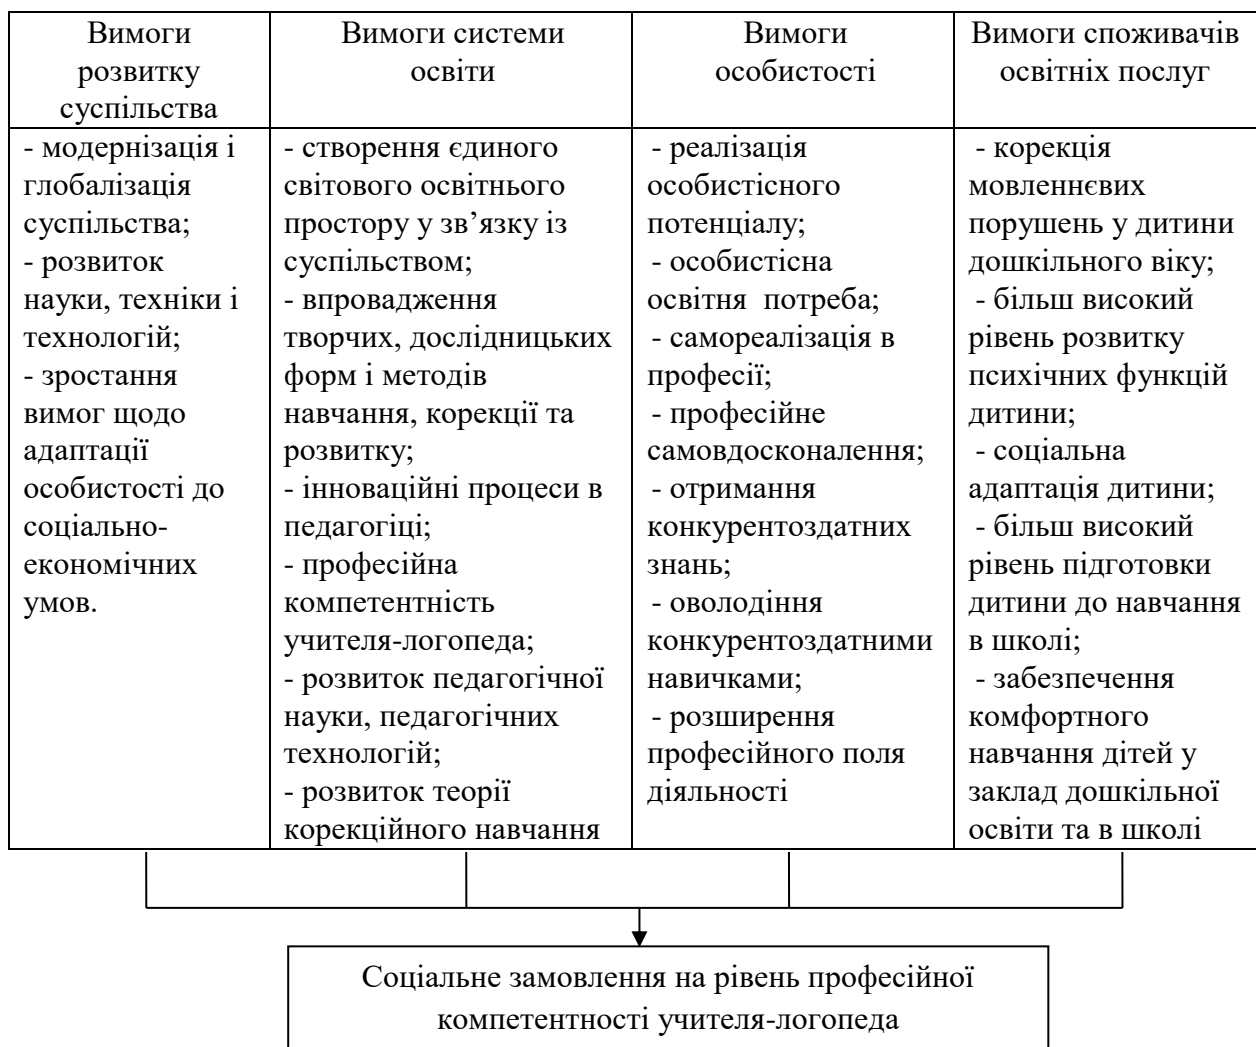 Вимоги
розвитку
суспільства
Вимоги системи
освіти
Вимоги
особистості
Вимоги споживачів
освітніх послуг
- модернізація і
глобалізація
суспільства;
- розвиток
науки, техніки і
технологій;
- зростання
вимог щодо
адаптації
особистості до
соціально-
економічних
умов.
- створення єдиного
світового освітнього
простору у зв’язку із
суспільством;
- впровадження
творчих, дослідницьких
форм і методів
навчання, корекції та
розвитку;
- інноваційні процеси в
педагогіці;
- професійна
компетентність
учителя-логопеда;
- розвиток педагогічної
науки, педагогічних
технологій;
- розвиток теорії
корекційного навчання
- реалізація
особистісного
потенціалу;
- особистісна
освітня потреба;
- самореалізація в
професії;
- професійне
самовдосконалення;
- отримання
конкурентоздатних
знань;
- оволодіння
конкурентоздатними
навичками;
- розширення
професійного поля
діяльності
- корекція
мовленнєвих
порушень у дитини
дошкільного віку;
- більш високий
рівень розвитку
психічних функцій
дитини;
- соціальна
адаптація дитини;
- більш високий
рівень підготовки
дитини до навчання
в школі;
- забезпечення
комфортного
навчання дітей у
заклад дошкільної
освіти та в школі
Соціальне замовлення на рівень професійної
компетентності учителя-логопеда